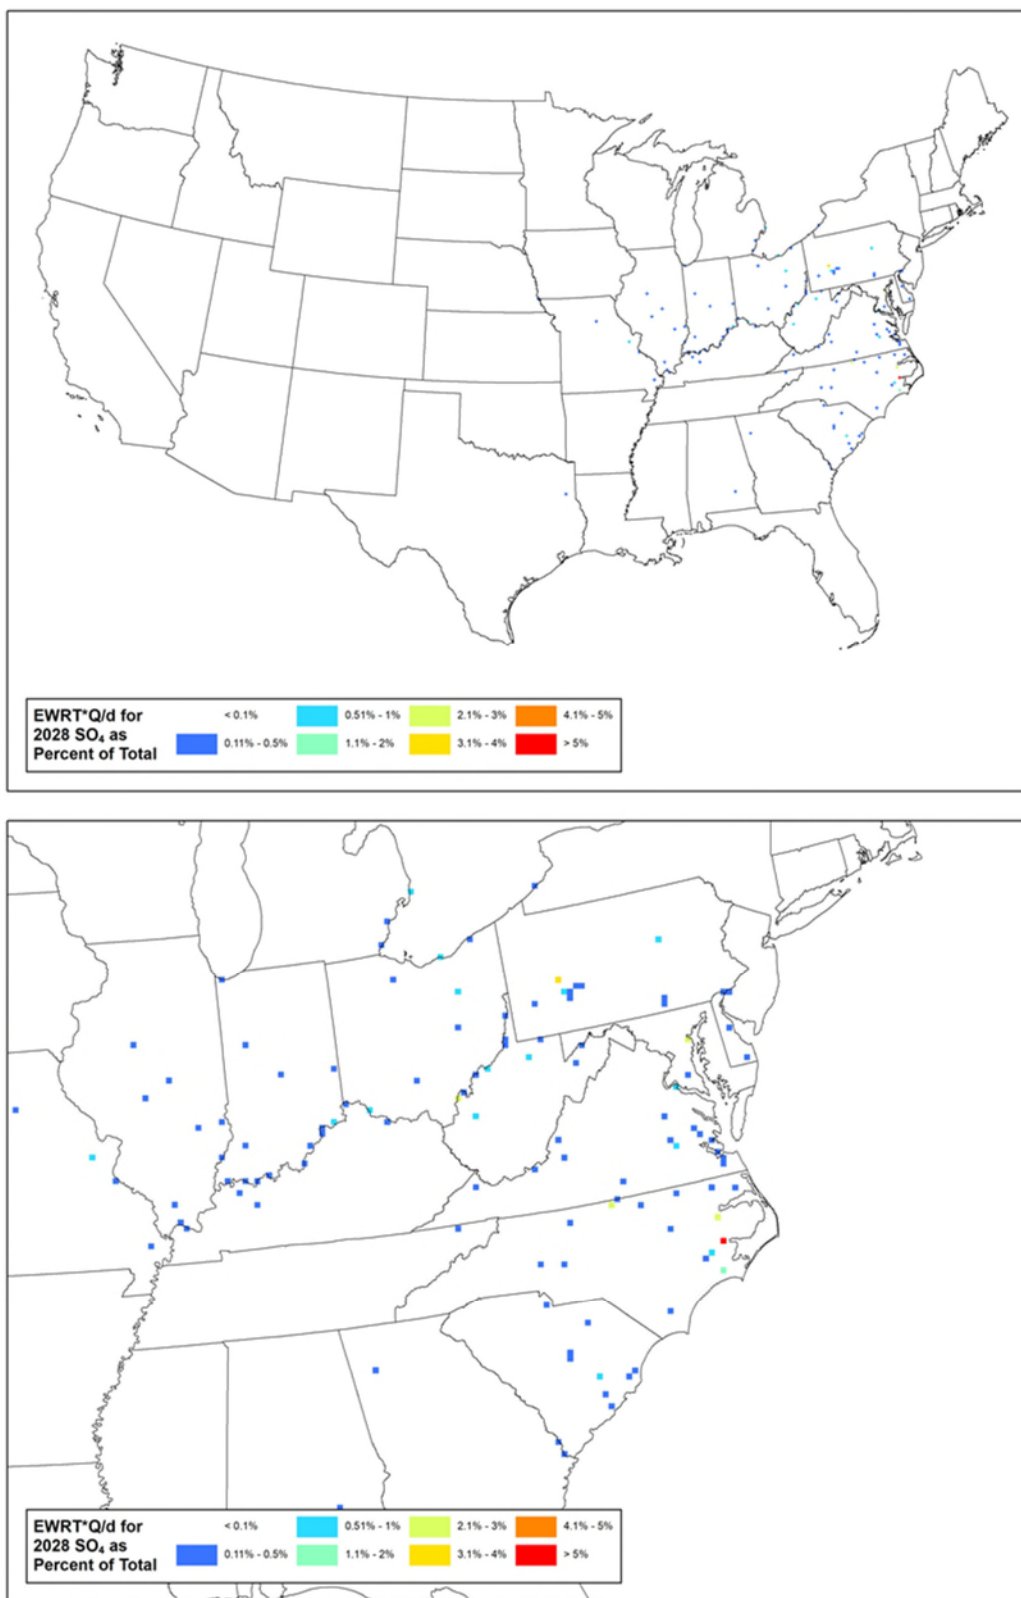 EWRT*Q/d for
2028 SO₄ as
Percent of Total
< 0.1%
0.51% - 1%
2.1% - 3%
4.1% - 5%
0.11% - 0.5%
1.1% - 2%
3.1% - 4%
> 5%
EWRT*Q/d for
2028 SO₄ as
Percent of Total
< 0.1%
0.51% - 1%
2.1% - 3%
4.1% - 5%
0.11% - 0.5%
1.1% - 2%
3.1% - 4%
> 5%